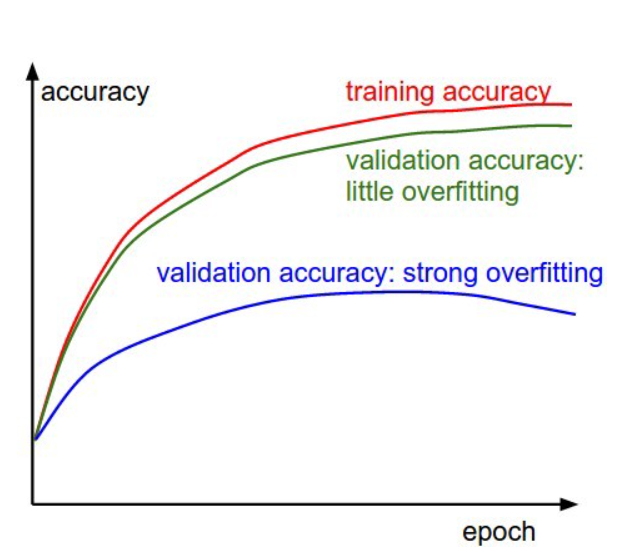 accuracy
training accuracy
validation accuracy:
little overfitting
validation accuracy: strong overfitting
epoch